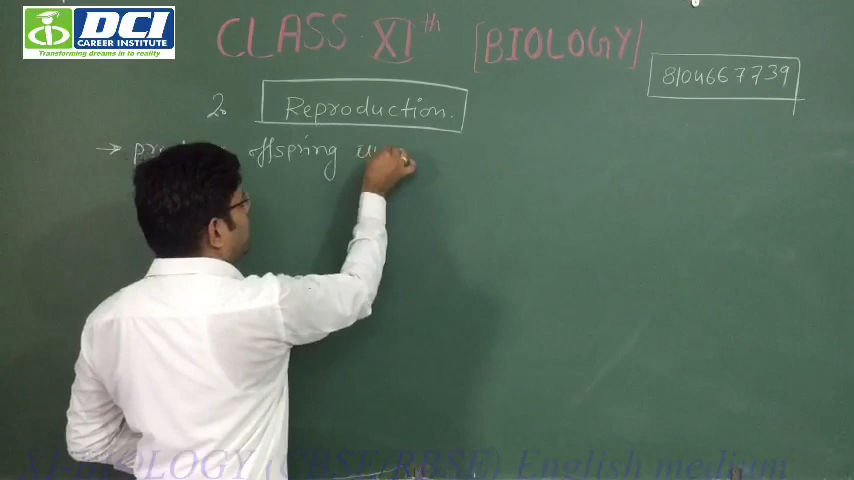 DCI
CAREER INSTITUTE
Transforming dreams in to reality
CLASS XIth [BIOLOGY]
8104667739
2. Reproduction.
→ offspring
XI-BIOLOGY (CBSE/RBSE) English medium